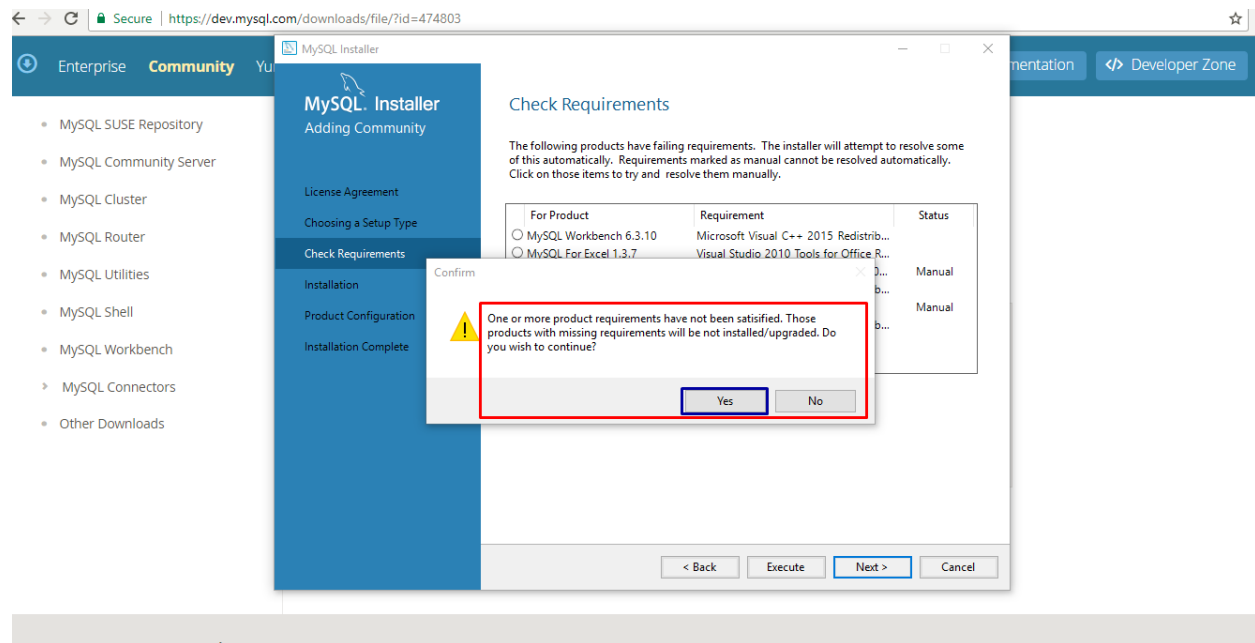 Secure | https://dev.mysql.com/downloads/file/?id=474803
Enterprise Community Yu
mentation </> Developer Zone
MySQL SUSE Repository
MySQL Community Server
MySQL Cluster
MySQL Router
MySQL Utilities
MySQL Shell
MySQL Workbench
MySQL Connectors
Other Downloads
MySQL Installer
MySQL. Installer
Adding Community
License Agreement
Choosing a Setup Type
Check Requirements
Installation
Product Configuration
Installation Complete
Check Requirements
The following products have failing requirements. The installer will attempt to resolve some
of this automatically. Requirements marked as manual cannot be resolved automatically.
Click on those items to try and resolve them manually.
For Product Requirement Status
MySQL Workbench 6.3.10 Microsoft Visual C++ 2015 Redistrib...
MySQL For Excel 1.3.7 Visual Studio 2010 Tools for Office R...
0... Manual
b...
Manual
b...
Confirm
One or more product requirements have not been satisified. Those
products with missing requirements will be not installed/upgraded. Do
you wish to continue?
Yes No
< Back Execute Next > Cancel